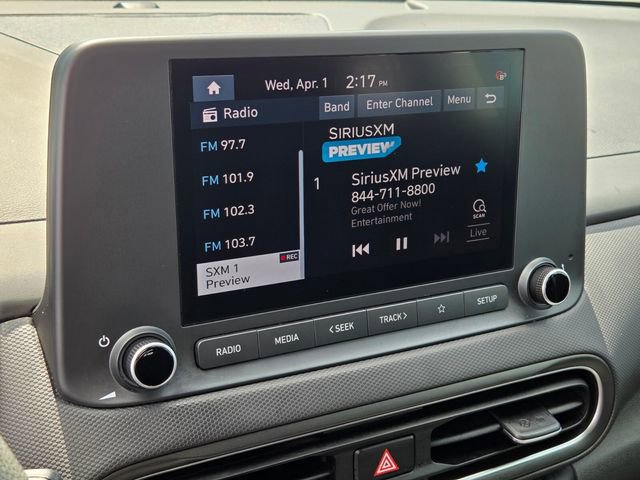 Wed, Apr. 1 2:17 PM
Radio Band Enter Channel Menu
FM 97.7
FM 101.9
FM 102.3
FM 103.7
SXM 1 REC
Preview
SIRIUSXM
PREVIEW
1 SiriusXM Preview
844-711-8800
Great Offer Now!
Entertainment
SCAN
Live
RADIO MEDIA < SEEK TRACK > SETUP